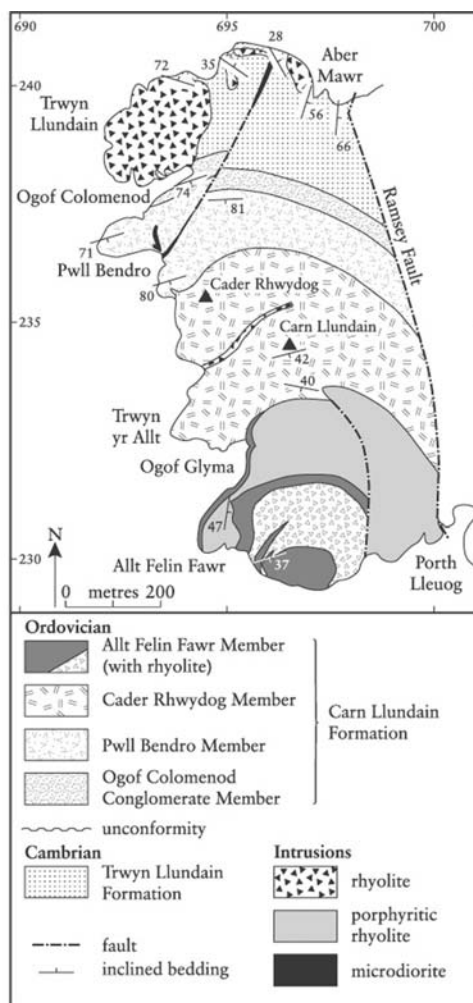 690
695
700
28
240
72
35
Aber
Mawr
Trwyn
Llundain
56
66
Ogof Colomenod
74
81
Ramsey Fault
71
Pwll Bendro
80
Cader Rhwydog
235
Carn Llundain
42
40
Trwyn
yr Allt
Ogof Glyma
47
N
230
37
Allt Felin Fawr
Porth
Lleuog
0 metres 200
Ordovician
Allt Felin Fawr Member
(with rhyolite)
Cader Rhwydog Member
Pwll Bendro Member
Ogof Colomenod
Conglomerate Member
Carn Llundain
Formation
unconformity
Cambrian
Trwyn Llundain
Formation
fault
inclined bedding
Intrusions
rhyolite
porphyritic
rhyolite
microdiorite